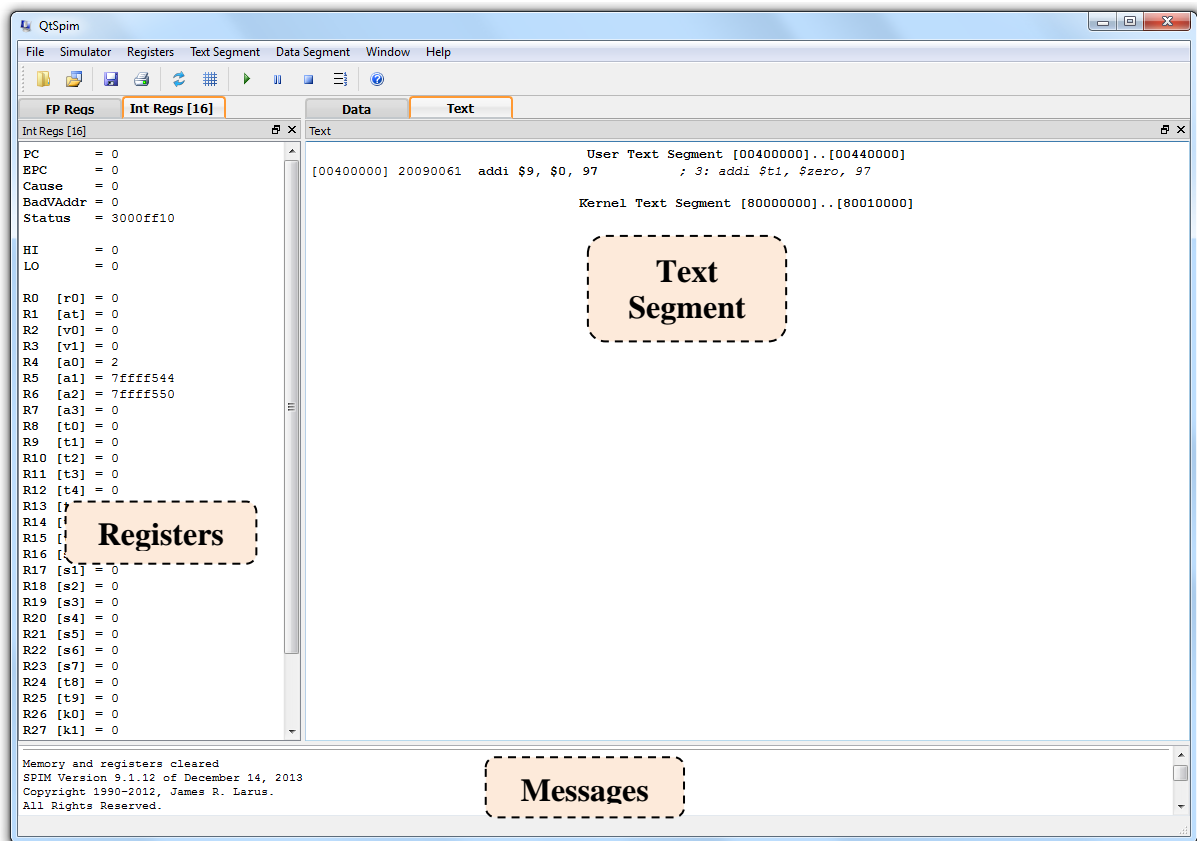 QtSpim
File Simulator Registers Text Segment Data Segment Window Help
FP Regs Int Regs [16]
Data Text
Int Regs [16]
Text
PC = 0
EPC = 0
Cause = 0
BadVAddr = 0
Status = 3000ff10
HI = 0
LO = 0
R0 [r0] = 0
R1 [at] = 0
R2 [v0] = 0
R3 [v1] = 0
R4 [a0] = 2
R5 [a1] = 7ffff544
R6 [a2] = 7ffff550
R7 [a3] = 0
R8 [t0] = 0
R9 [t1] = 0
R10 [t2] = 0
R11 [t3] = 0
R12 [t4] = 0
R13
R14
R15 [
R16 [
R17 [s1] = 0
R18 [s2] = 0
R19 [s3] = 0
R20 [s4] = 0
R21 [s5] = 0
R22 [s6] = 0
R23 [s7] = 0
R24 [t8] = 0
R25 [t9] = 0
R26 [k0] = 0
R27 [k1] = 0
Registers
User Text Segment [00400000]..[00440000]
[00400000] 20090061 addi $9, $0, 97 ; 3: addi $t1, $zero, 97
Kernel Text Segment [80000000]..[80010000]
Text
Segment
Memory and registers cleared
SPIM Version 9.1.12 of December 14, 2013
Copyright 1990-2012, James R. Larus.
All Rights Reserved.
Messages